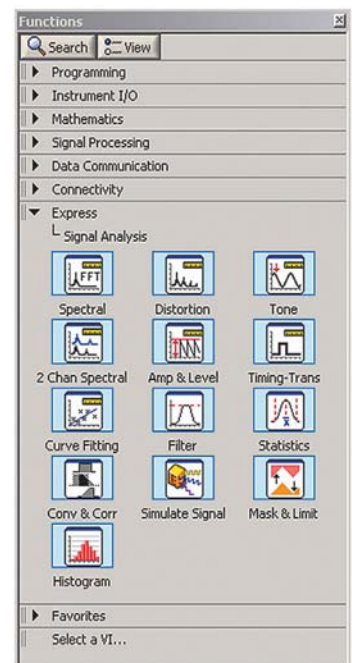 Functions
Search View
Programming
Instrument I/O
Mathematics
Signal Processing
Data Communication
Connectivity
Express
Signal Analysis
FFT
Spectral Distortion Tone
2 Chan Spectral Amp & Level Timing-Trans
Curve Fitting Filter Statistics
Conv & Corr Simulate Signal Mask & Limit
Histogram
Favorites
Select a VI...